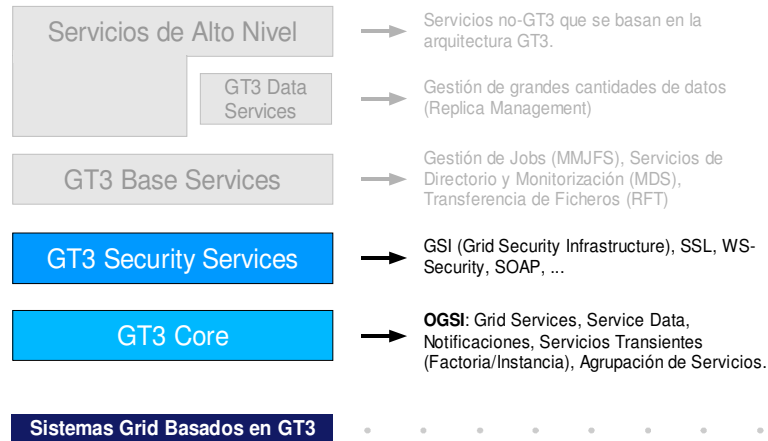 Servicios de Alto Nivel
Servicios no-GT3 que se basan en la
arquitectura GT3.
GT3 Data
Services
Gestión de grandes cantidades de datos
(Replica Management)
GT3 Base Services
Gestión de Jobs (MMJFS), Servicios de
Directorio y Monitorización (MDS),
Transferencia de Ficheros (RFT)
GT3 Security Services
GSI (Grid Security Infrastructure), SSL, WS-
Security, SOAP, ...
GT3 Core
OGSI: Grid Services, Service Data,
Notificaciones, Servicios Transientes
(Factoria/Instancia), Agrupación de Servicios.
Sistemas Grid Basados en GT3